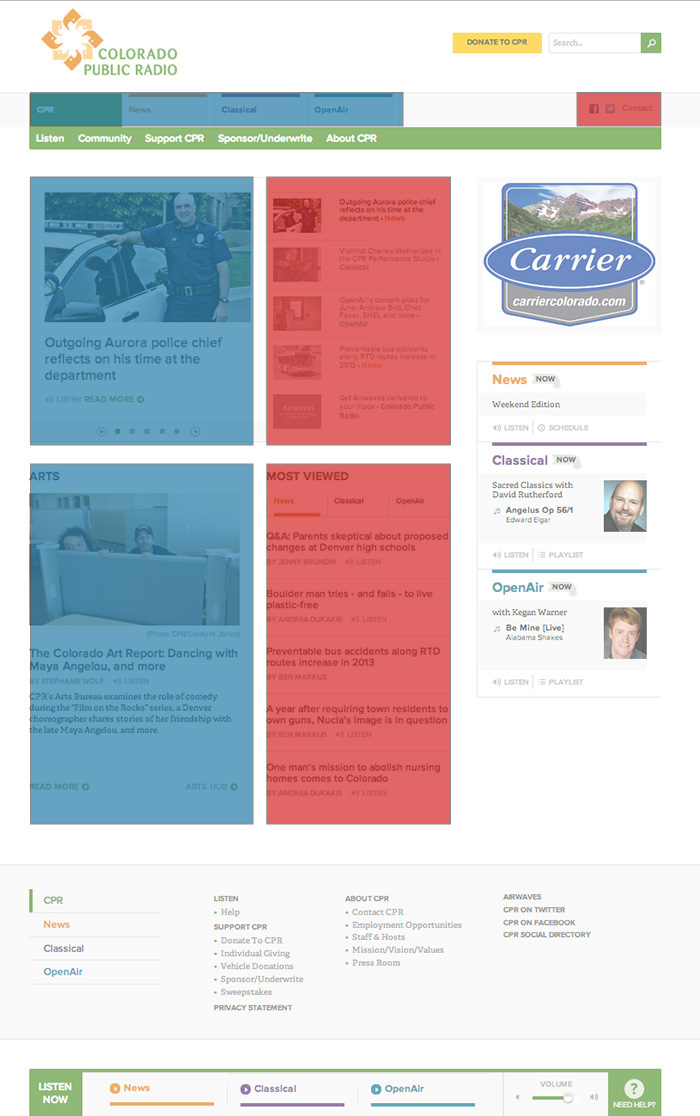 COLORADO
PUBLIC RADIO
DONATE TO CPR
Search...
CPR
News
Classical
OpenAir
Contact
Listen
Community
Support CPR
Sponsor/Underwrite
About CPR
Outgoing Aurora police chief
reflects on his time at the
department
LISTEN READ MORE
Outgoing Aurora police chief
reflects on his time at the
department • News
Violinist Charles Wetherbee in
the CPR Performance Studio •
Classical
OpenAir's concert picks for
June: Andrew Bird, Chet
Faker, SHEL and more •
OpenAir
Preventable bus accidents
along RTD routes increase in
2013 • News
Airwaves
Get Airwaves delivered to
your inbox • Colorado Public
Radio
Carrier
carriercolorado.com
News NOW
Weekend Edition
LISTEN SCHEDULE
Classical NOW
Sacred Classics with
David Rutherford
Angelus Op 56/1
Edward Elgar
LISTEN PLAYLIST
OpenAir NOW
with Kegan Warner
Be Mine [Live]
Alabama Shakes
LISTEN PLAYLIST
ARTS
(Photo: CPR/Corey H. Jones)
The Colorado Art Report: Dancing with
Maya Angelou, and more
BY STEPHANIE WOLF LISTEN
CPR's Arts Bureau examines the role of comedy
during the "Film on the Rocks" series, a Denver
choreographer shares stories of her friendship with
the late Maya Angelou, and more.
READ MORE
ARTS HUB
MOST VIEWED
News
Classical
OpenAir
Q&A: Parents skeptical about proposed
changes at Denver high schools
BY JENNY BRUNDIN LISTEN
Boulder man tries - and fails - to live
plastic-free
BY ANDREA DUKAKIS LISTEN
Preventable bus accidents along RTD
routes increase in 2013
BY BEN MARKUS
A year after requiring town residents to
own guns, Nucla's image is in question
BY BEN MARKUS LISTEN
One man's mission to abolish nursing
homes comes to Colorado
BY ANDREA DUKAKIS LISTEN
CPR
News
Classical
OpenAir
LISTEN
• Help
SUPPORT CPR
• Donate To CPR
• Individual Giving
• Vehicle Donations
• Sponsor/Underwrite
• Sweepstakes
PRIVACY STATEMENT
ABOUT CPR
• Contact CPR
• Employment Opportunities
• Staff & Hosts
• Mission/Vision/Values
• Press Room
AIRWAVES
CPR ON TWITTER
CPR ON FACEBOOK
CPR SOCIAL DIRECTORY
LISTEN
NOW
News
Classical
OpenAir
VOLUME
?
NEED HELP?